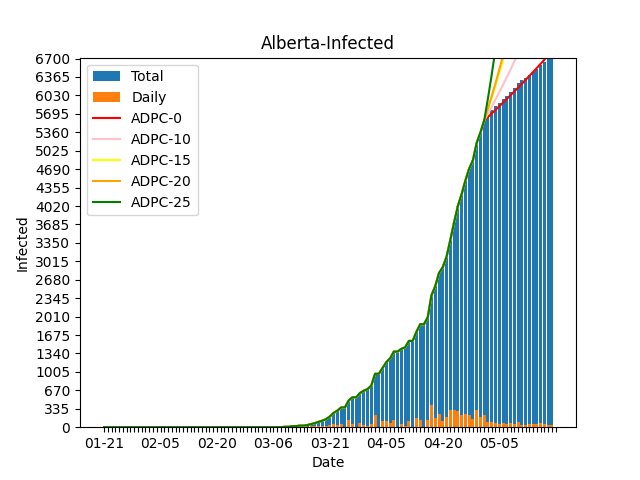 Alberta-Infected
6700
6365
6030
5695
5360
5025
4690
4355
4020
3685
3350
3015
2680
2345
2010
1675
1340
1005
670
335
0
Infected
Total
Daily
ADPC-0
ADPC-10
ADPC-15
ADPC-20
ADPC-25
01-21 02-05 02-20 03-06 03-21 04-05 04-20 05-05
Date